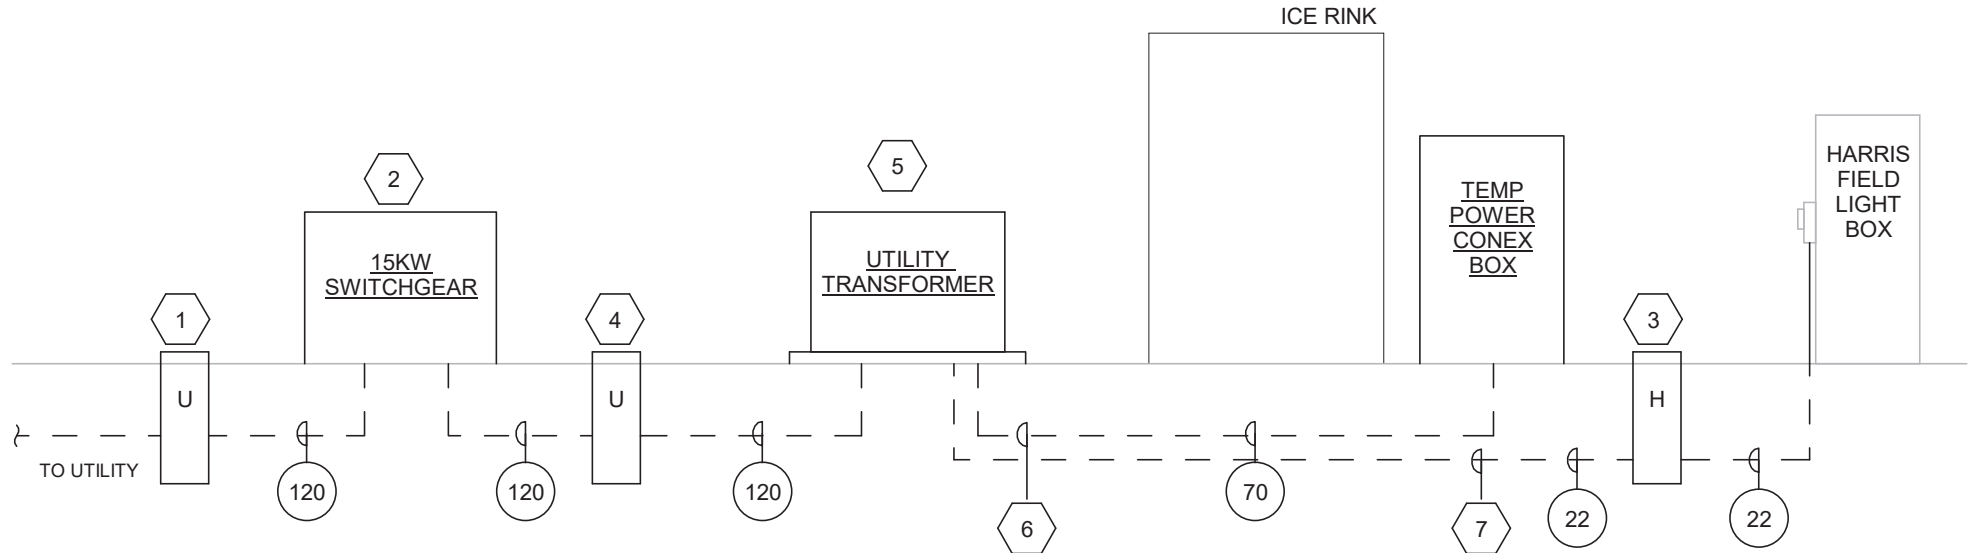 ICE RINK
2
5
HARRIS
FIELD
LIGHT
BOX
15KW
SWITCHGEAR
UTILITY
TRANSFORMER
TEMP
POWER
CONEX
BOX
1
4
3
U
U
H
TO UTILITY
120
120
120
6
70
7
22
22